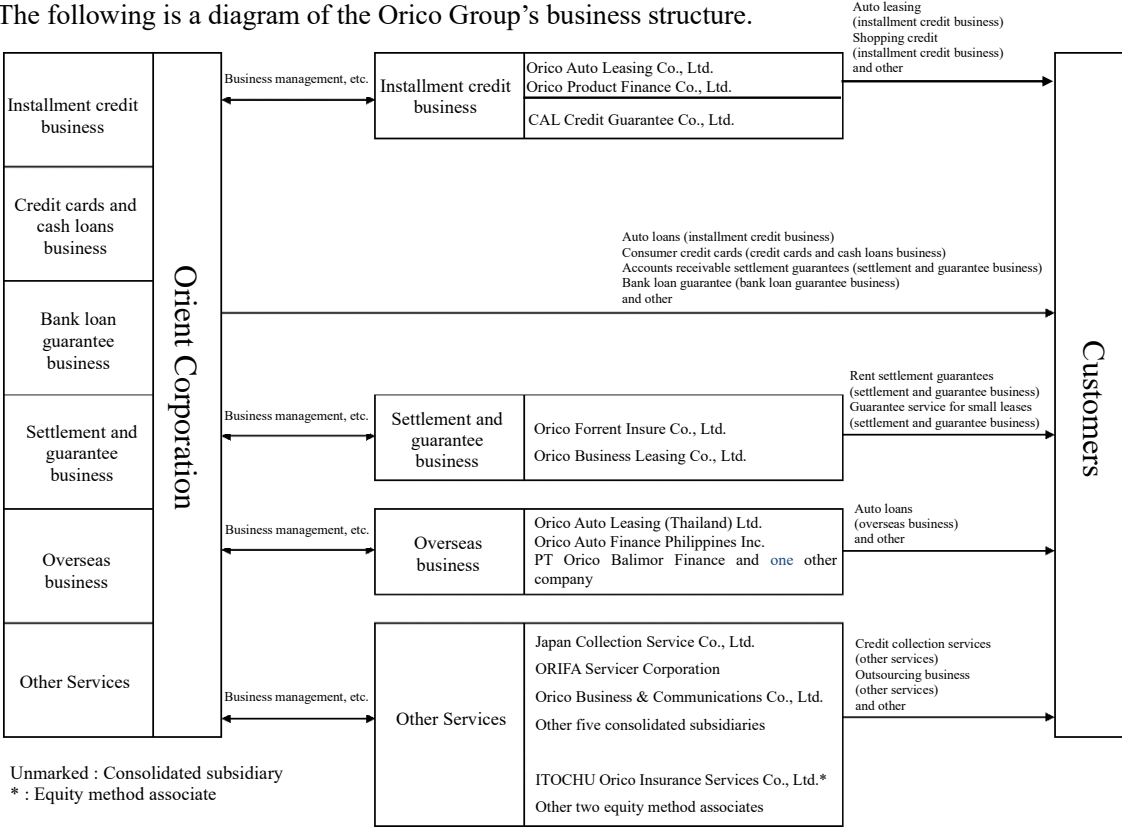 The following is a diagram of the Orico Group’s business structure.
Installment credit
business
Credit cards and
cash loans
business
Bank loan
guarantee
business
Settlement and
guarantee
business
Overseas
business
Other Services
Orient Corporation
Business management, etc.
Installment credit
business
Orico Auto Leasing Co., Ltd.
Orico Product Finance Co., Ltd.
CAL Credit Guarantee Co., Ltd.
Auto leasing
(installment credit business)
Shopping credit
(installment credit business)
and other
Auto loans (installment credit business)
Consumer credit cards (credit cards and cash loans business)
Accounts receivable settlement guarantees (settlement and guarantee business)
Bank loan guarantee (bank loan guarantee business)
and other
Business management, etc.
Settlement and
guarantee
business
Orico Forrent Insure Co., Ltd.
Orico Business Leasing Co., Ltd.
Rent settlement guarantees
(settlement and guarantee business)
Guarantee service for small leases
(settlement and guarantee business)
Business management, etc.
Overseas
business
Orico Auto Leasing (Thailand) Ltd.
Orico Auto Finance Philippines Inc.
PT Orico Balimor Finance and one other
company
Auto loans
(overseas business)
and other
Business management, etc.
Other Services
Japan Collection Service Co., Ltd.
ORIFA Servicer Corporation
Orico Business & Communications Co., Ltd.
Other five consolidated subsidiaries
ITOCHU Orico Insurance Services Co., Ltd.*
Other two equity method associates
Credit collection services
(other services)
Outsourcing business
(other services)
and other
Customers
Unmarked : Consolidated subsidiary
* : Equity method associate